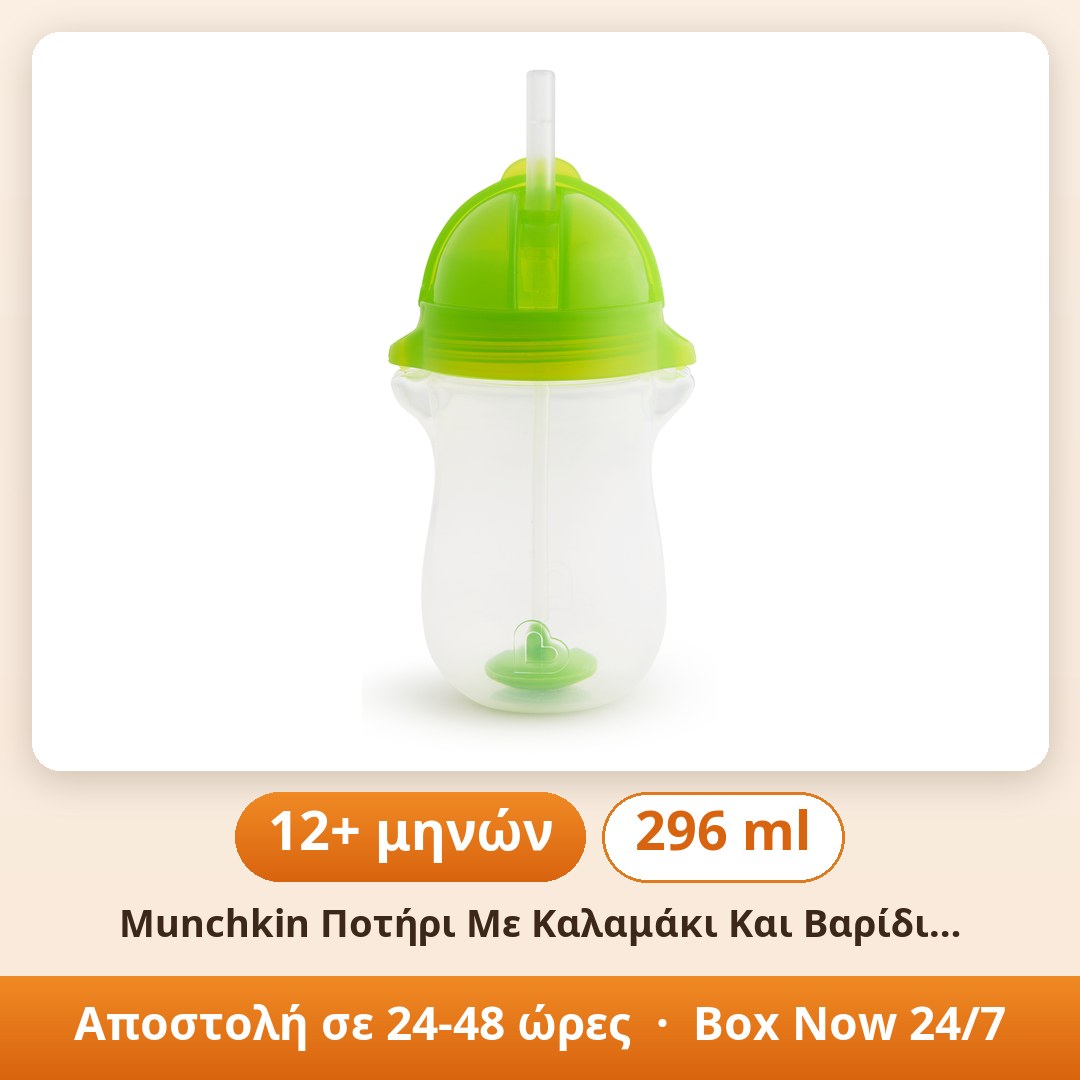 12+ μηνών
296 ml
Munchkin Ποτήρι Με Καλαμάκι Και Βαρίδι...
Αποστολή σε 24-48 ώρες · Box Now 24/7